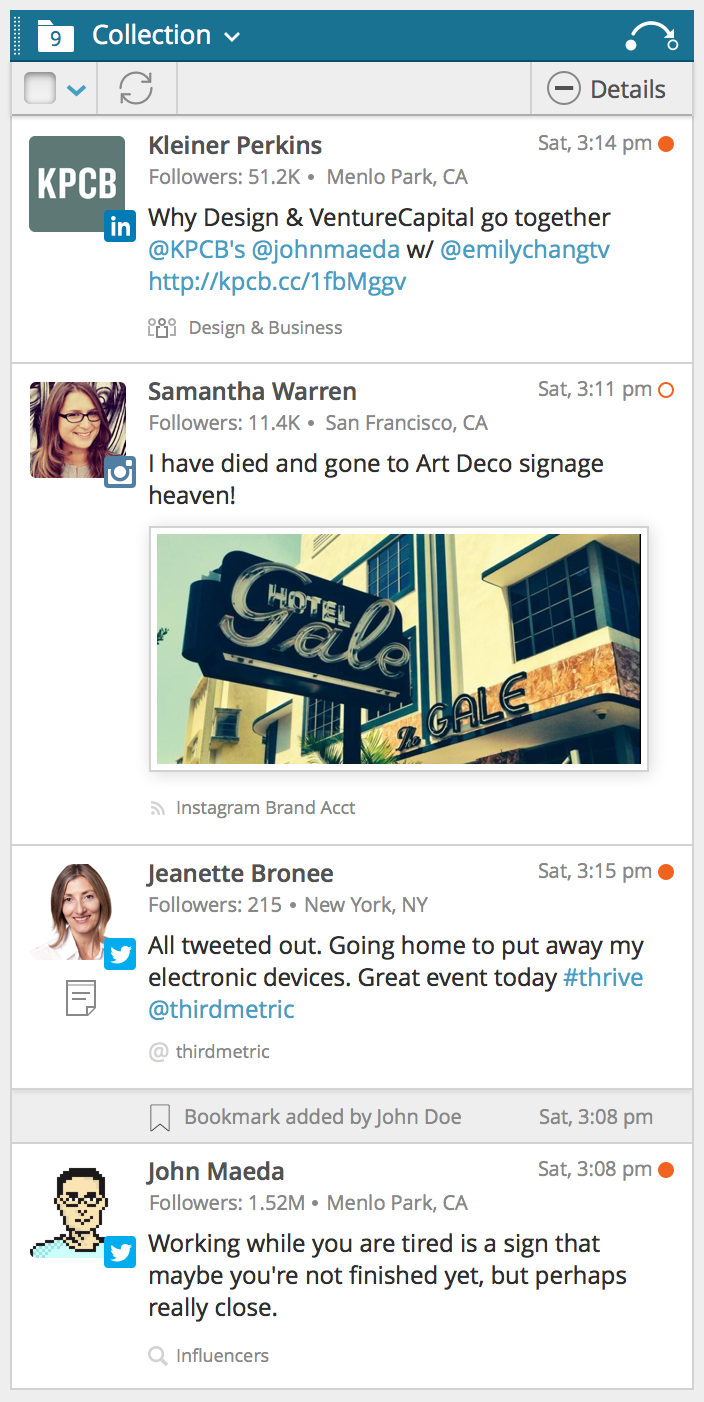 9 Collection
Details
KPCB
in
Kleiner Perkins
Sat, 3:14 pm
Followers: 51.2K • Menlo Park, CA
Why Design & VentureCapital go together
@KPCB's @johnmaeda w/ @emilychangtv
http://kpcb.cc/1fbMggv
Design & Business
Samantha Warren
Sat, 3:11 pm
Followers: 11.4K • San Francisco, CA
I have died and gone to Art Deco signage
heaven!
HOTEL
Gale
The GALE
Instagram Brand Acct
Jeanette Bronee
Sat, 3:15 pm
Followers: 215 • New York, NY
All tweeted out. Going home to put away my
electronic devices. Great event today #thrive
@thirdmetric
@ thirdmetric
Bookmark added by John Doe
Sat, 3:08 pm
John Maeda
Sat, 3:08 pm
Followers: 1.52M • Menlo Park, CA
Working while you are tired is a sign that
maybe you're not finished yet, but perhaps
really close.
Influencers